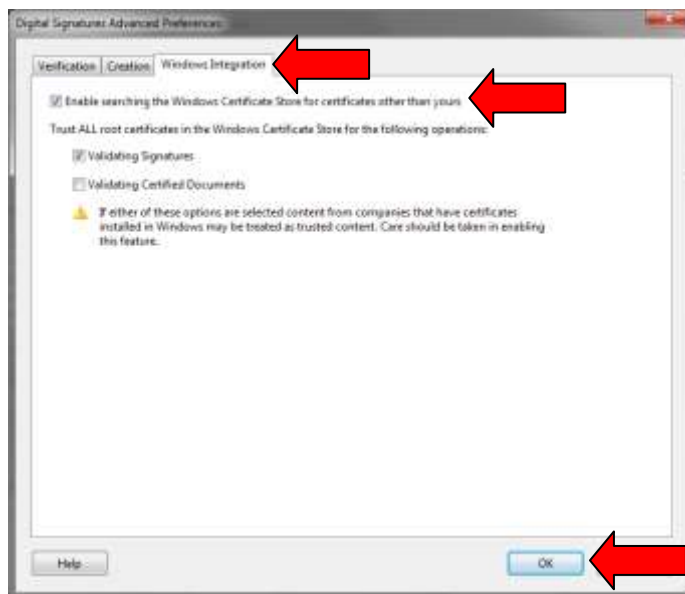 Digital Signatures Advanced Preferences
Verification Creation Windows Integration
Enable searching the Windows Certificate Store for certificates other than yours
Trust ALL root certificates in the Windows Certificate Store for the following operations:
Validating Signatures
Validating Certified Documents
If either of these options are selected content from companies that have certificates
installed in Windows may be treated as trusted content. Care should be taken in enabling
this feature.
Help OK